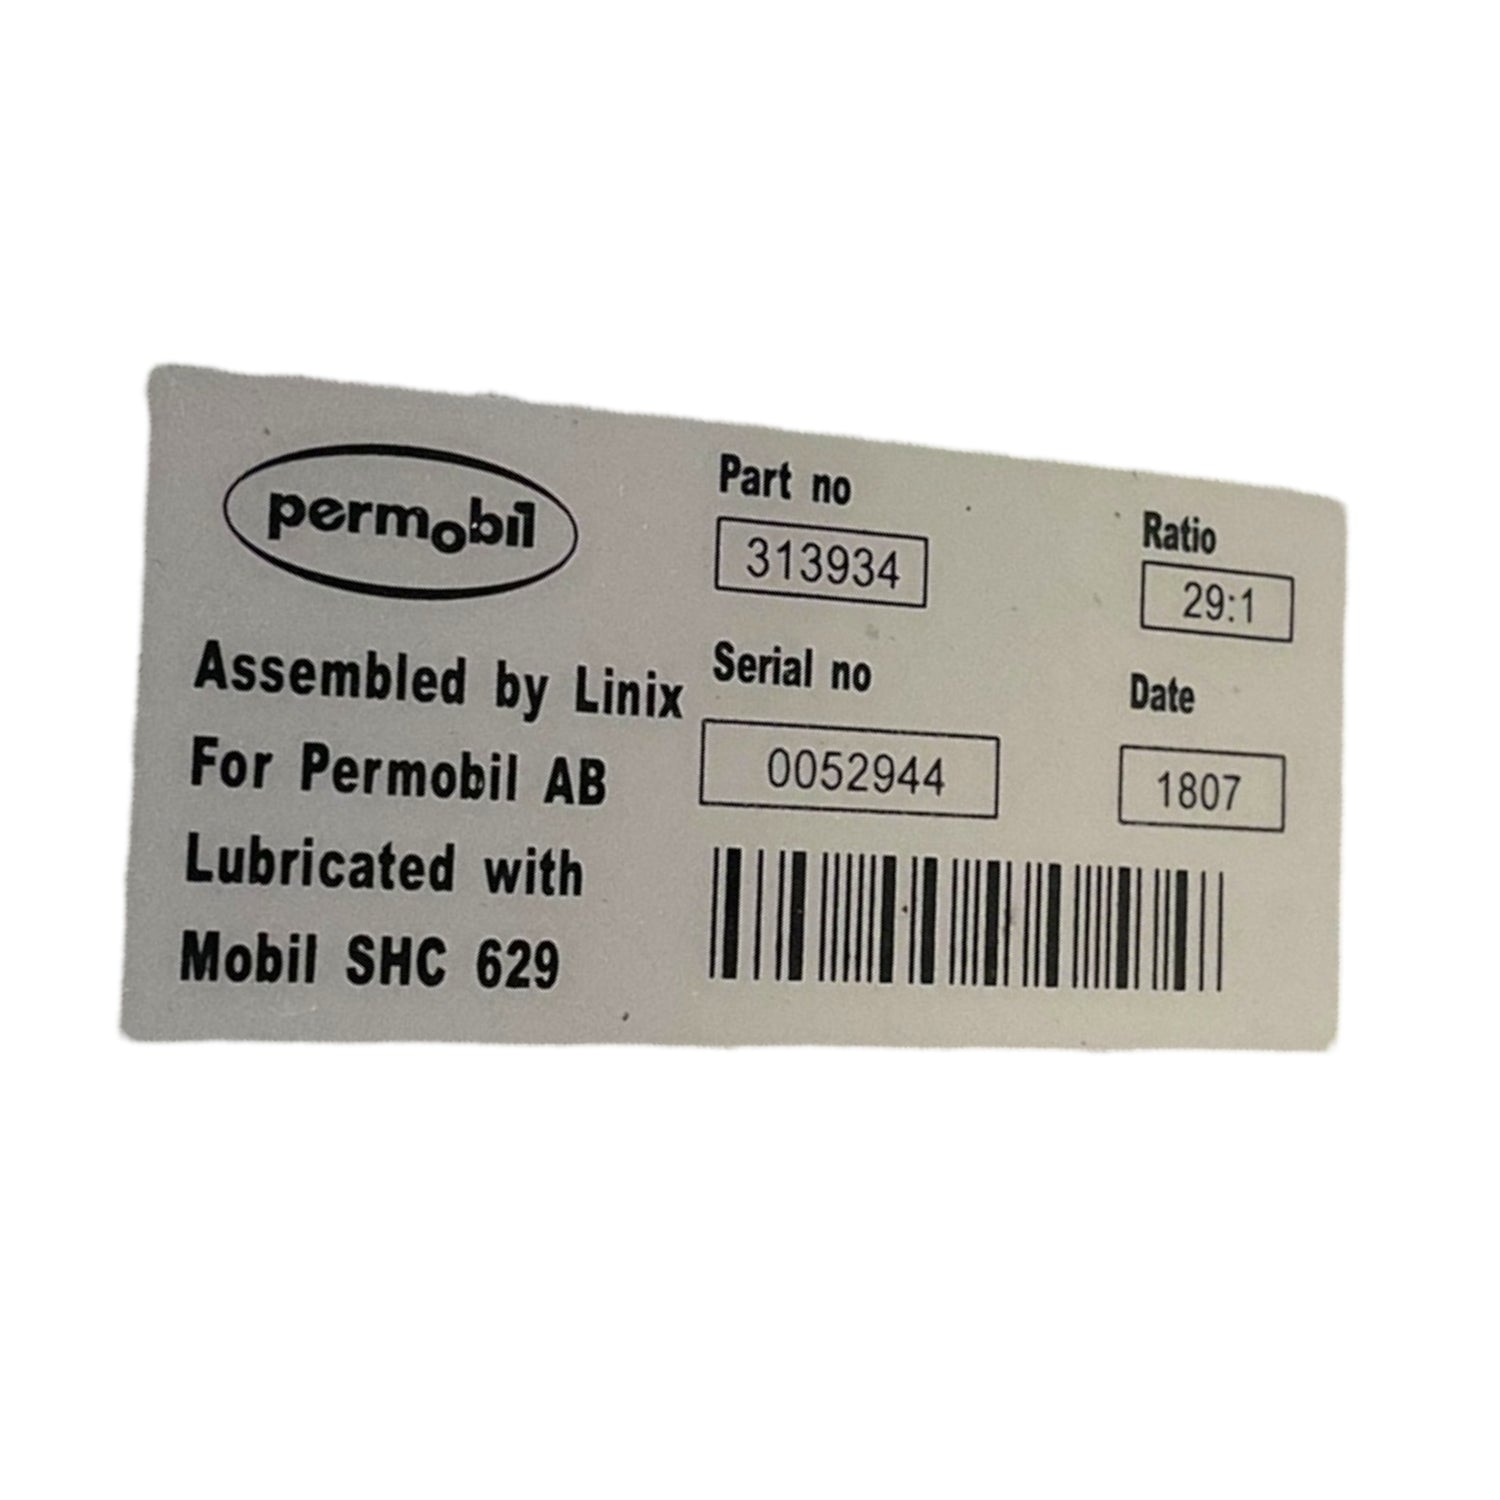 permobil
Assembled by Linix
For Permobil AB
Lubricated with
Mobil SHC 629
Part no
313934
Serial no
0052944
Ratio
29:1
Date
1807